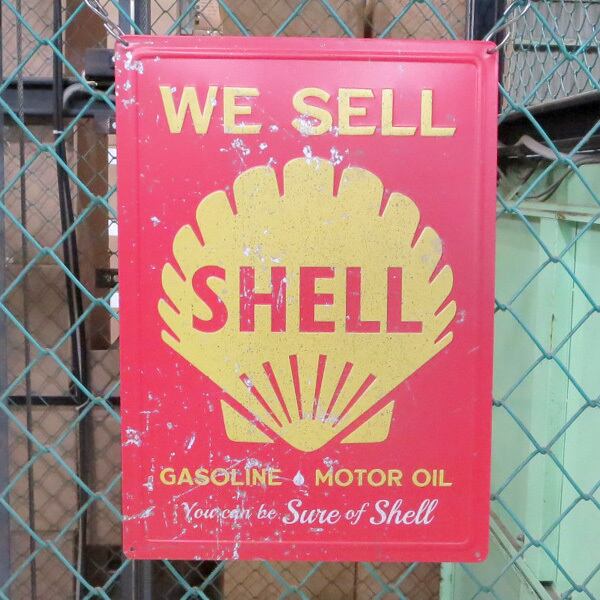 WE SELL
SHELL
GASOLINE MOTOR OIL
You can be Sure of Shell